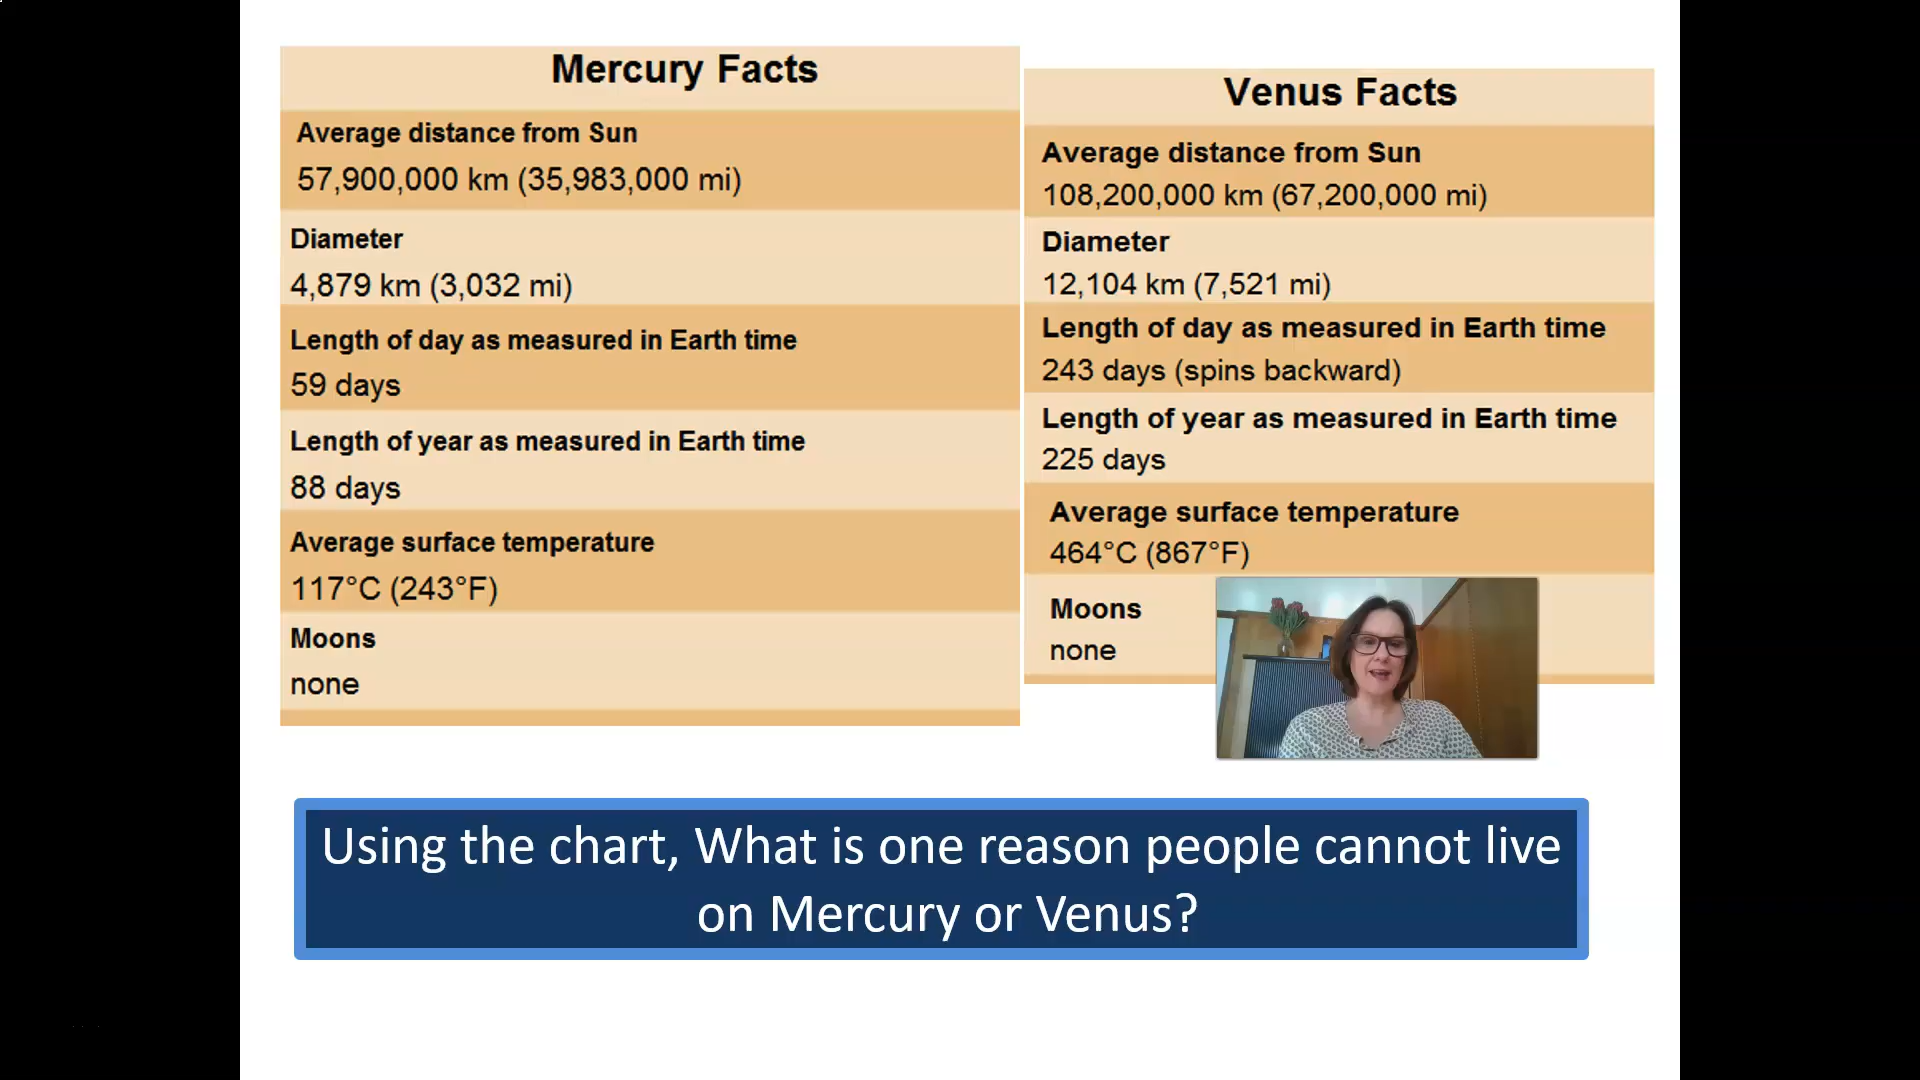 Mercury Facts
Average distance from Sun
57,900,000 km (35,983,000 mi)
Diameter
4,879 km (3,032 mi)
Length of day as measured in Earth time
59 days
Length of year as measured in Earth time
88 days
Average surface temperature
117°C (243°F)
Moons
none
Venus Facts
Average distance from Sun
108,200,000 km (67,200,000 mi)
Diameter
12,104 km (7,521 mi)
Length of day as measured in Earth time
243 days (spins backward)
Length of year as measured in Earth time
225 days
Average surface temperature
464°C (867°F)
Moons
none
Using the chart, What is one reason people cannot live
on Mercury or Venus?